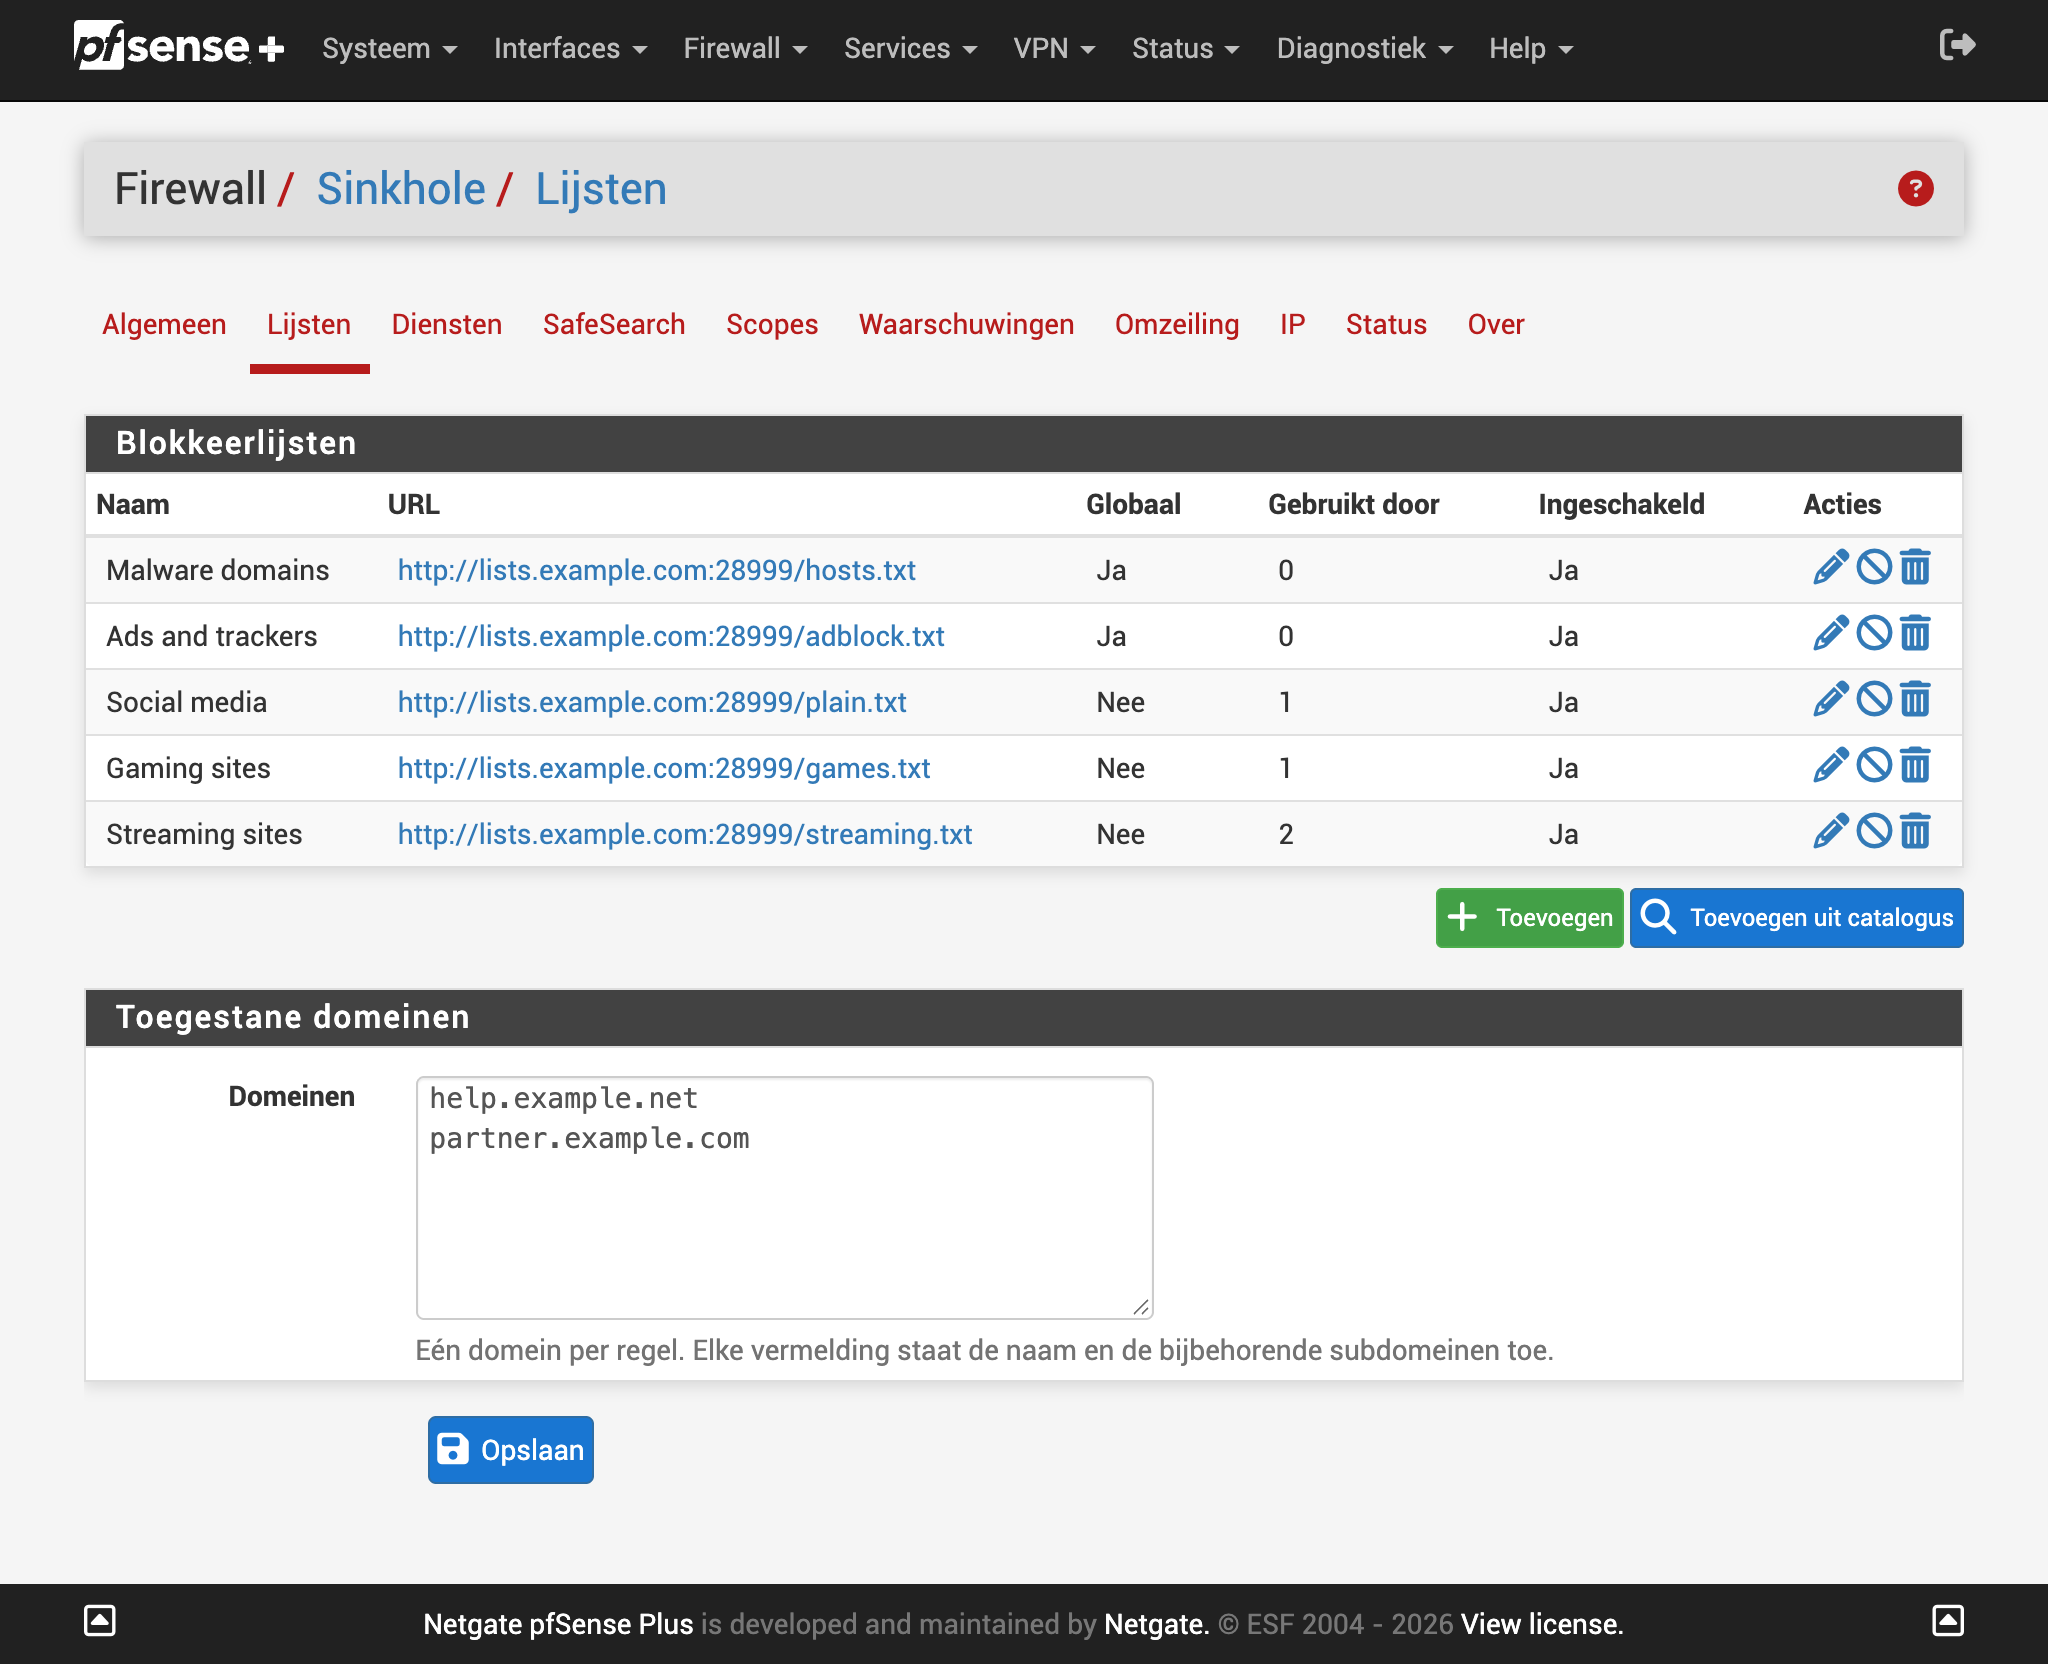 pfsense+ Systeem Interfaces Firewall Services VPN Status Diagnostiek Help
Firewall / Sinkhole / Lijsten
Algemeen Lijsten Diensten SafeSearch Scopes Waarschuwingen Omzeiling IP Status Over
Blokkeerlijsten
Naam URL Globaal Gebruikt door Ingeschakeld Acties
Malware domains http://lists.example.com:28999/hosts.txt Ja 0 Ja
Ads and trackers http://lists.example.com:28999/adblock.txt Ja 0 Ja
Social media http://lists.example.com:28999/plain.txt Nee 1 Ja
Gaming sites http://lists.example.com:28999/games.txt Nee 1 Ja
Streaming sites http://lists.example.com:28999/streaming.txt Nee 2 Ja
Toevoegen Toevoegen uit catalogus
Toegestane domeinen
Domeinen
help.example.net
partner.example.com
Eén domein per regel. Elke vermelding staat de naam en de bijbehorende subdomeinen toe.
Opslaan
Netgate pfSense Plus is developed and maintained by Netgate. © ESF 2004 - 2026 View license.